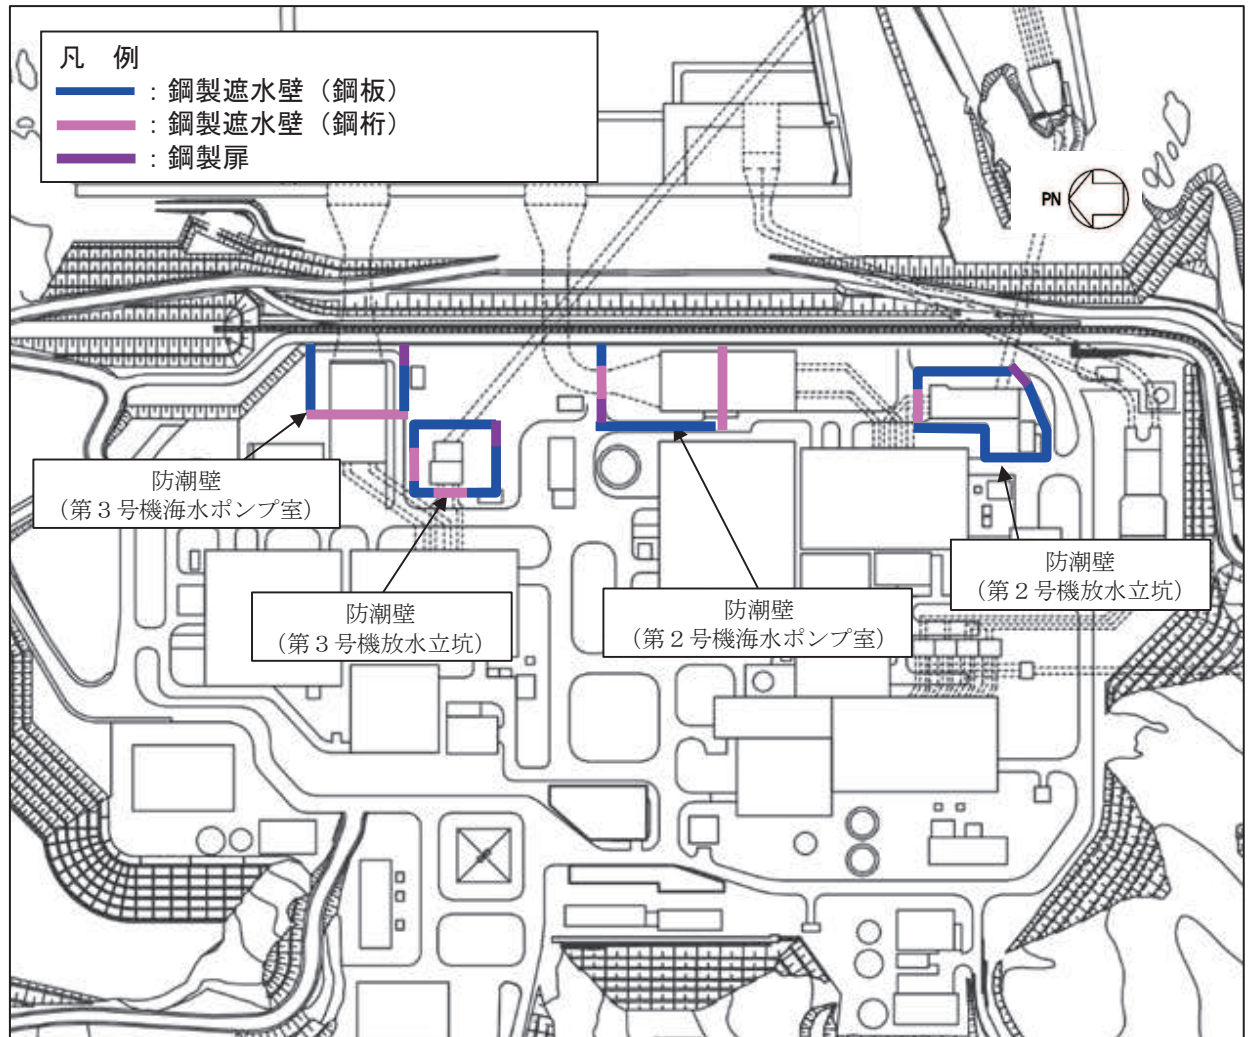 凡　例
：鋼製遮水壁（鋼板）
：鋼製遮水壁（鋼桁）
：鋼製扉
PN
防潮壁
（第３号機海水ポンプ室）
防潮壁
（第３号機放水立坑）
防潮壁
（第２号機海水ポンプ室）
防潮壁
（第２号機放水立坑）